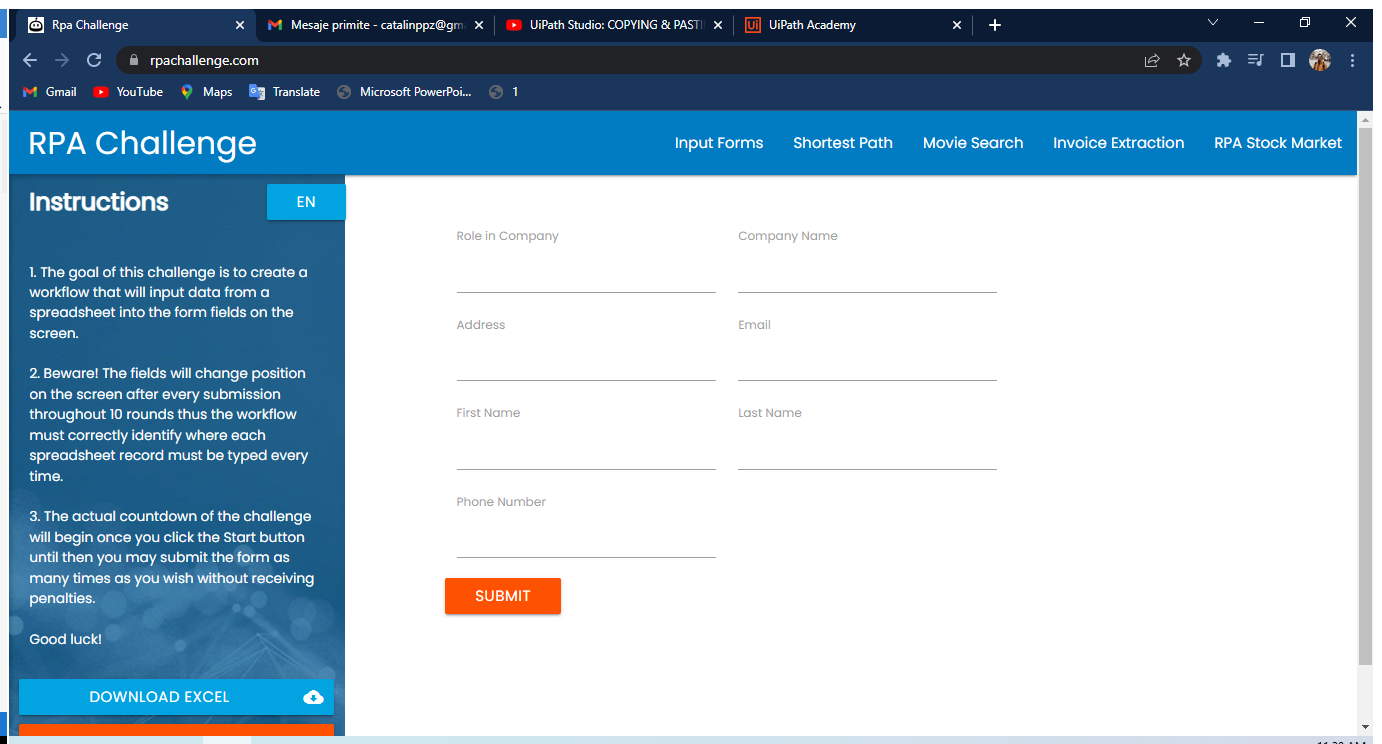 Rpa Challenge
Mesaje primite - catalinppz@gm
UiPath Studio: COPYING & PASTI
UiPath Academy
rpachallenge.com
Gmail
YouTube
Maps
Translate
Microsoft PowerPoi...
1
RPA Challenge
Input Forms
Shortest Path
Movie Search
Invoice Extraction
RPA Stock Market
Instructions
EN
1. The goal of this challenge is to create a
workflow that will input data from a
spreadsheet into the form fields on the
screen.
2. Beware! The fields will change position
on the screen after every submission
throughout 10 rounds thus the workflow
must correctly identify where each
spreadsheet record must be typed every
time.
3. The actual countdown of the challenge
will begin once you click the Start button
until then you may submit the form as
many times as you wish without receiving
penalties.
Good luck!
DOWNLOAD EXCEL
Role in Company
Company Name
Address
Email
First Name
Last Name
Phone Number
SUBMIT